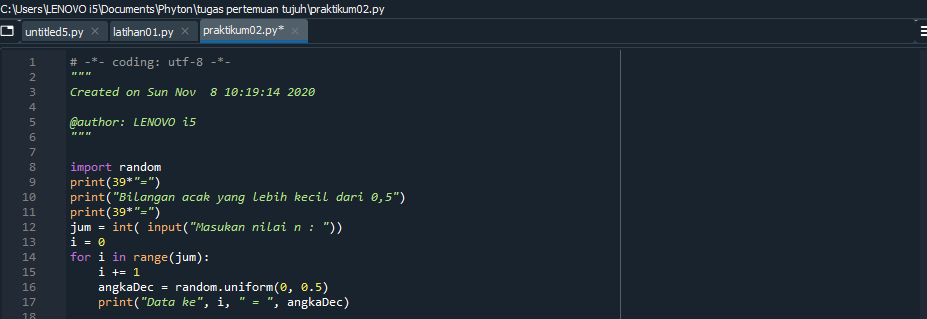 C:\Users\LENOVO i5\Documents\Phyton\tugas pertemuan tujuh\praktikum02.py
untitled5.py latihan01.py praktikum02.py*
1 # -*- coding: utf-8 -*-
2 """
3 Created on Sun Nov  8 10:19:14 2020
4
5 @author: LENOVO i5
6 """
7
8 import random
9 print(39*"=")
10 print("Bilangan acak yang lebih kecil dari 0,5")
11 print(39*"=")
12 jum = int( input("Masukan nilai n : "))
13 i = 0
14 for i in range(jum):
15     i += 1
16     angkaDec = random.uniform(0, 0.5)
17     print("Data ke", i, " = ", angkaDec)
18